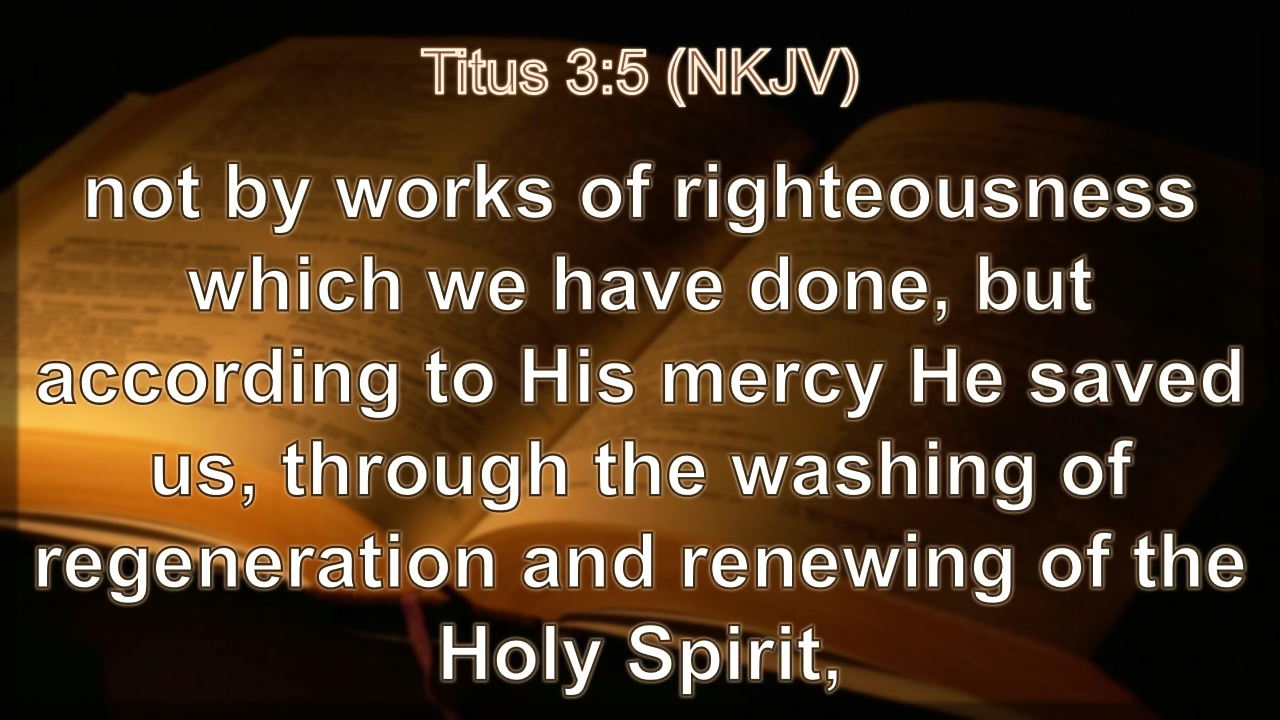 Titus 3:5 (NKJV)
not by works of righteousness
which we have done, but
according to His mercy He saved
us, through the washing of
regeneration and renewing of the
Holy Spirit,